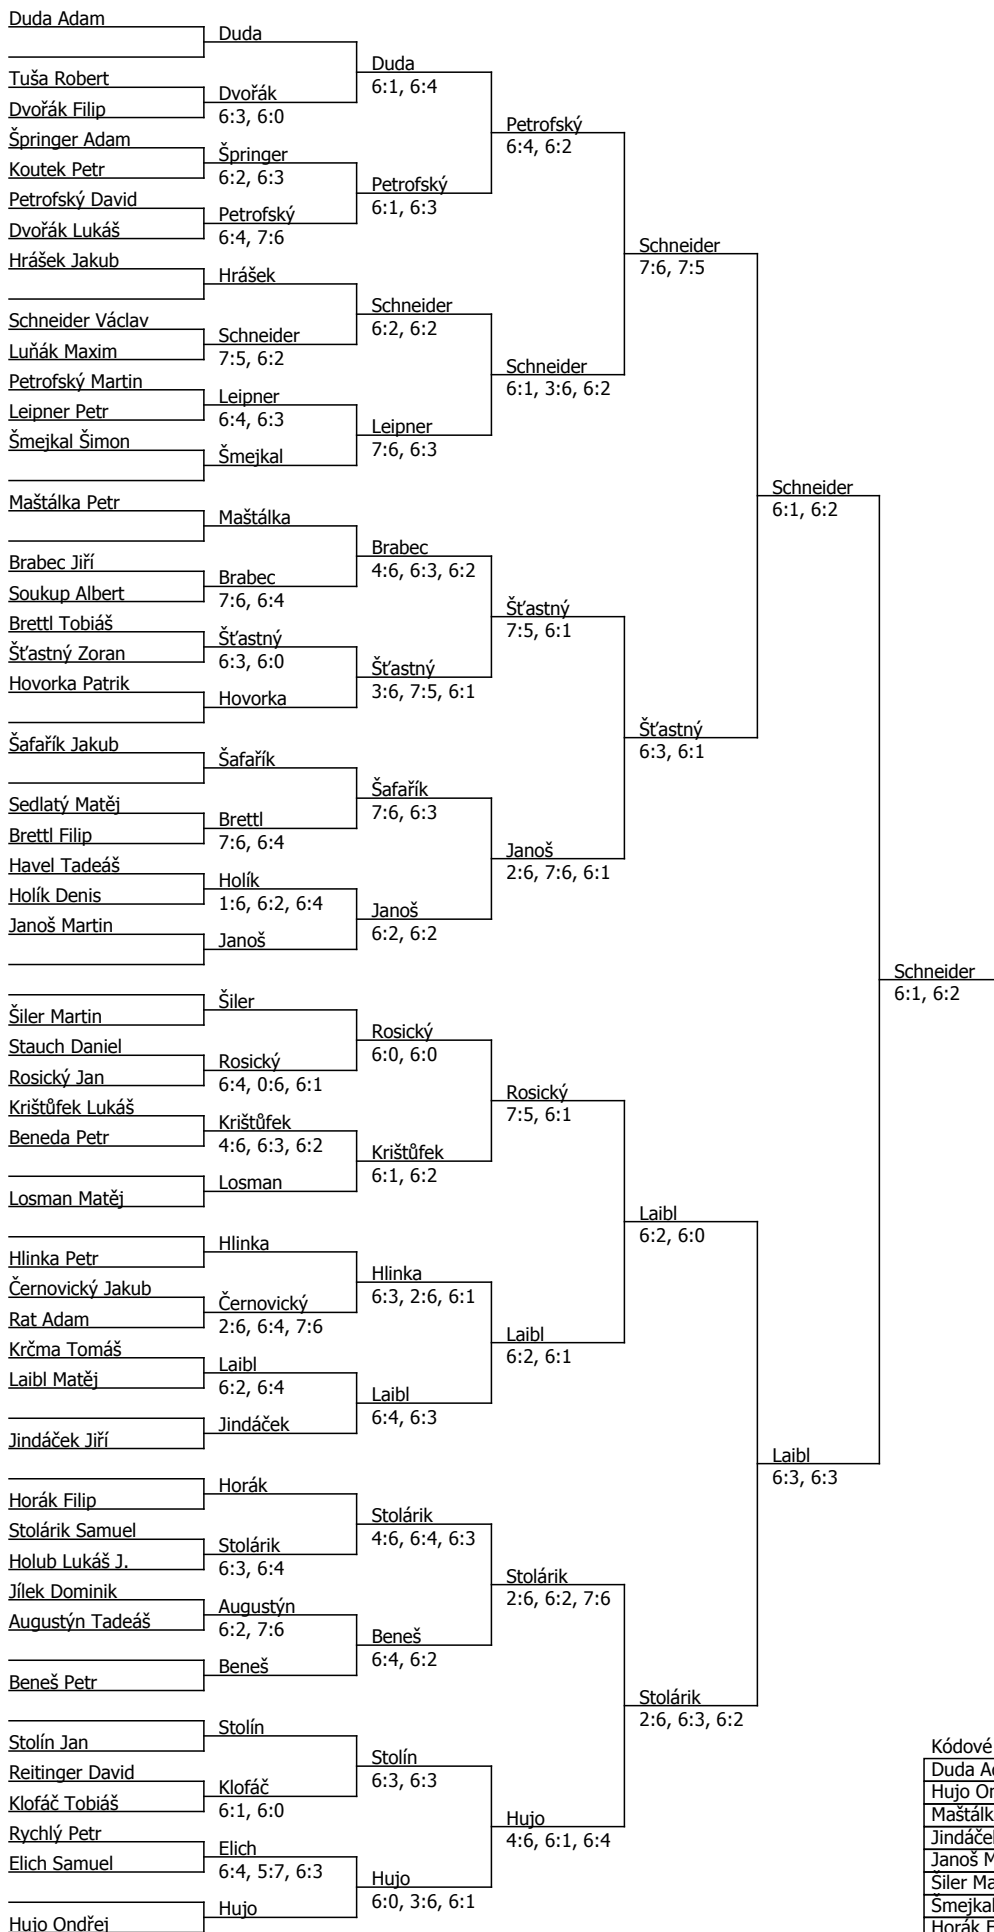 Duda Adam
Tuša Robert
Dvořák Filip
Špringer Adam
Koutek Petr
Petrofský David
Dvořák Lukáš
Hrášek Jakub
Schneider Václav
Luňák Maxim
Petrofský Martin
Leipner Petr
Šmejkal Šimon
Maštálka Petr
Brabec Jiří
Soukup Albert
Brettl Tobiáš
Šťastný Zoran
Hovorka Patrik
Šafařík Jakub
Sedlatý Matěj
Brettl Filip
Havel Tadeáš
Holík Denis
Janoš Martin
Šiler Martin
Stauch Daniel
Rosický Jan
Krištůfek Lukáš
Beneda Petr
Losman Matěj
Hlinka Petr
Černovický Jakub
Rat Adam
Krčma Tomáš
Laibl Matěj
Jindáček Jiří
Horák Filip
Stolárik Samuel
Holub Lukáš J.
Jílek Dominik
Augustýn Tadeáš
Beneš Petr
Stolín Jan
Reitinger David
Klofáč Tobiáš
Rychlý Petr
Elich Samuel
Hujo Ondřej
Duda
Dvořák
6:3, 6:0
Špringer
6:2, 6:3
Petrofský
6:4, 7:6
Hrášek
Schneider
7:5, 6:2
Leipner
6:4, 6:3
Šmejkal
Maštálka
Brabec
7:6, 6:4
Šťastný
6:3, 6:0
Hovorka
Šafařík
Brettl
7:6, 6:4
Holík
1:6, 6:2, 6:4
Janoš
Šiler
Rosický
6:4, 0:6, 6:1
Krištůfek
4:6, 6:3, 6:2
Losman
Hlinka
Černovický
2:6, 6:4, 7:6
Laibl
6:2, 6:4
Jindáček
Horák
Stolárik
6:3, 6:4
Augustýn
6:2, 7:6
Beneš
Stolín
Klofáč
6:1, 6:0
Elich
6:4, 5:7, 6:3
Hujo
Duda
6:1, 6:4
Petrofský
6:1, 6:3
Schneider
6:2, 6:2
Leipner
7:6, 6:3
Brabec
4:6, 6:3, 6:2
Šťastný
3:6, 7:5, 6:1
Šafařík
7:6, 6:3
Janoš
6:2, 6:2
Rosický
6:0, 6:0
Krištůfek
6:1, 6:2
Hlinka
6:3, 2:6, 6:1
Laibl
6:4, 6:3
Stolárik
4:6, 6:4, 6:3
Beneš
6:4, 6:2
Stolín
6:3, 6:3
Hujo
6:0, 3:6, 6:1
Petrofský
6:4, 6:2
Schneider
6:1, 3:6, 6:2
Šťastný
7:5, 6:1
Janoš
2:6, 7:6, 6:1
Rosický
7:5, 6:1
Laibl
6:2, 6:1
Stolárik
2:6, 6:2, 7:6
Hujo
4:6, 6:1, 6:4
Schneider
7:6, 7:5
Šťastný
6:3, 6:1
Laibl
6:2, 6:0
Stolárik
2:6, 6:3, 6:2
Schneider
6:1, 6:2
Laibl
6:3, 6:3
Schneider
6:1, 6:2
Kódové
Duda
Hujo
Janoš
Šiler
Šmejkal
Horák